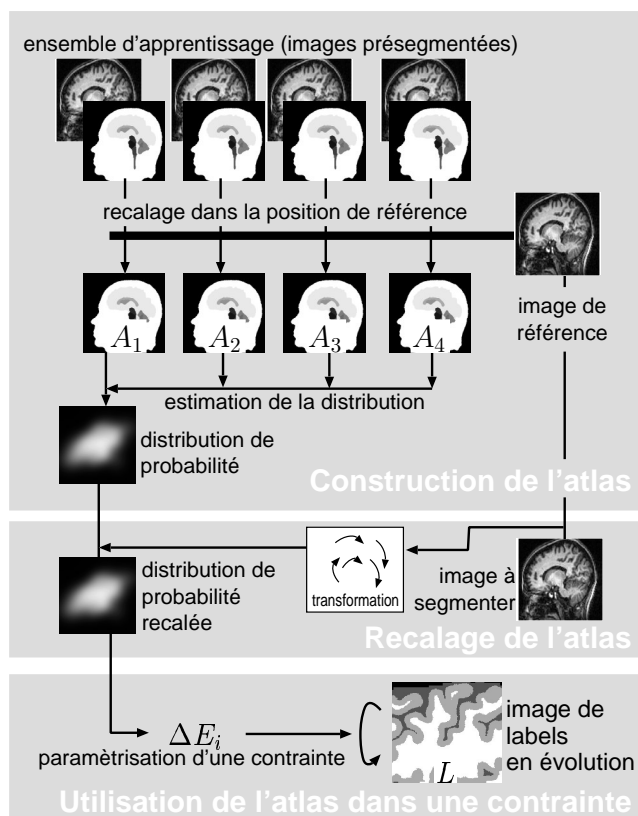 ensemble d'apprentissage (images présegmentées)
recalage dans la position de référence
image de
référence
A1
A2
A3
A4
estimation de la distribution
distribution de
probabilité
Construction de l'atlas
distribution de
probabilité
recalée
transformation
image à
segmenter
Recalage de l'atlas
ΔEi
paramètrisation d'une contrainte
L
image de
labels
en évolution
Utilisation de l'atlas dans une contrainte